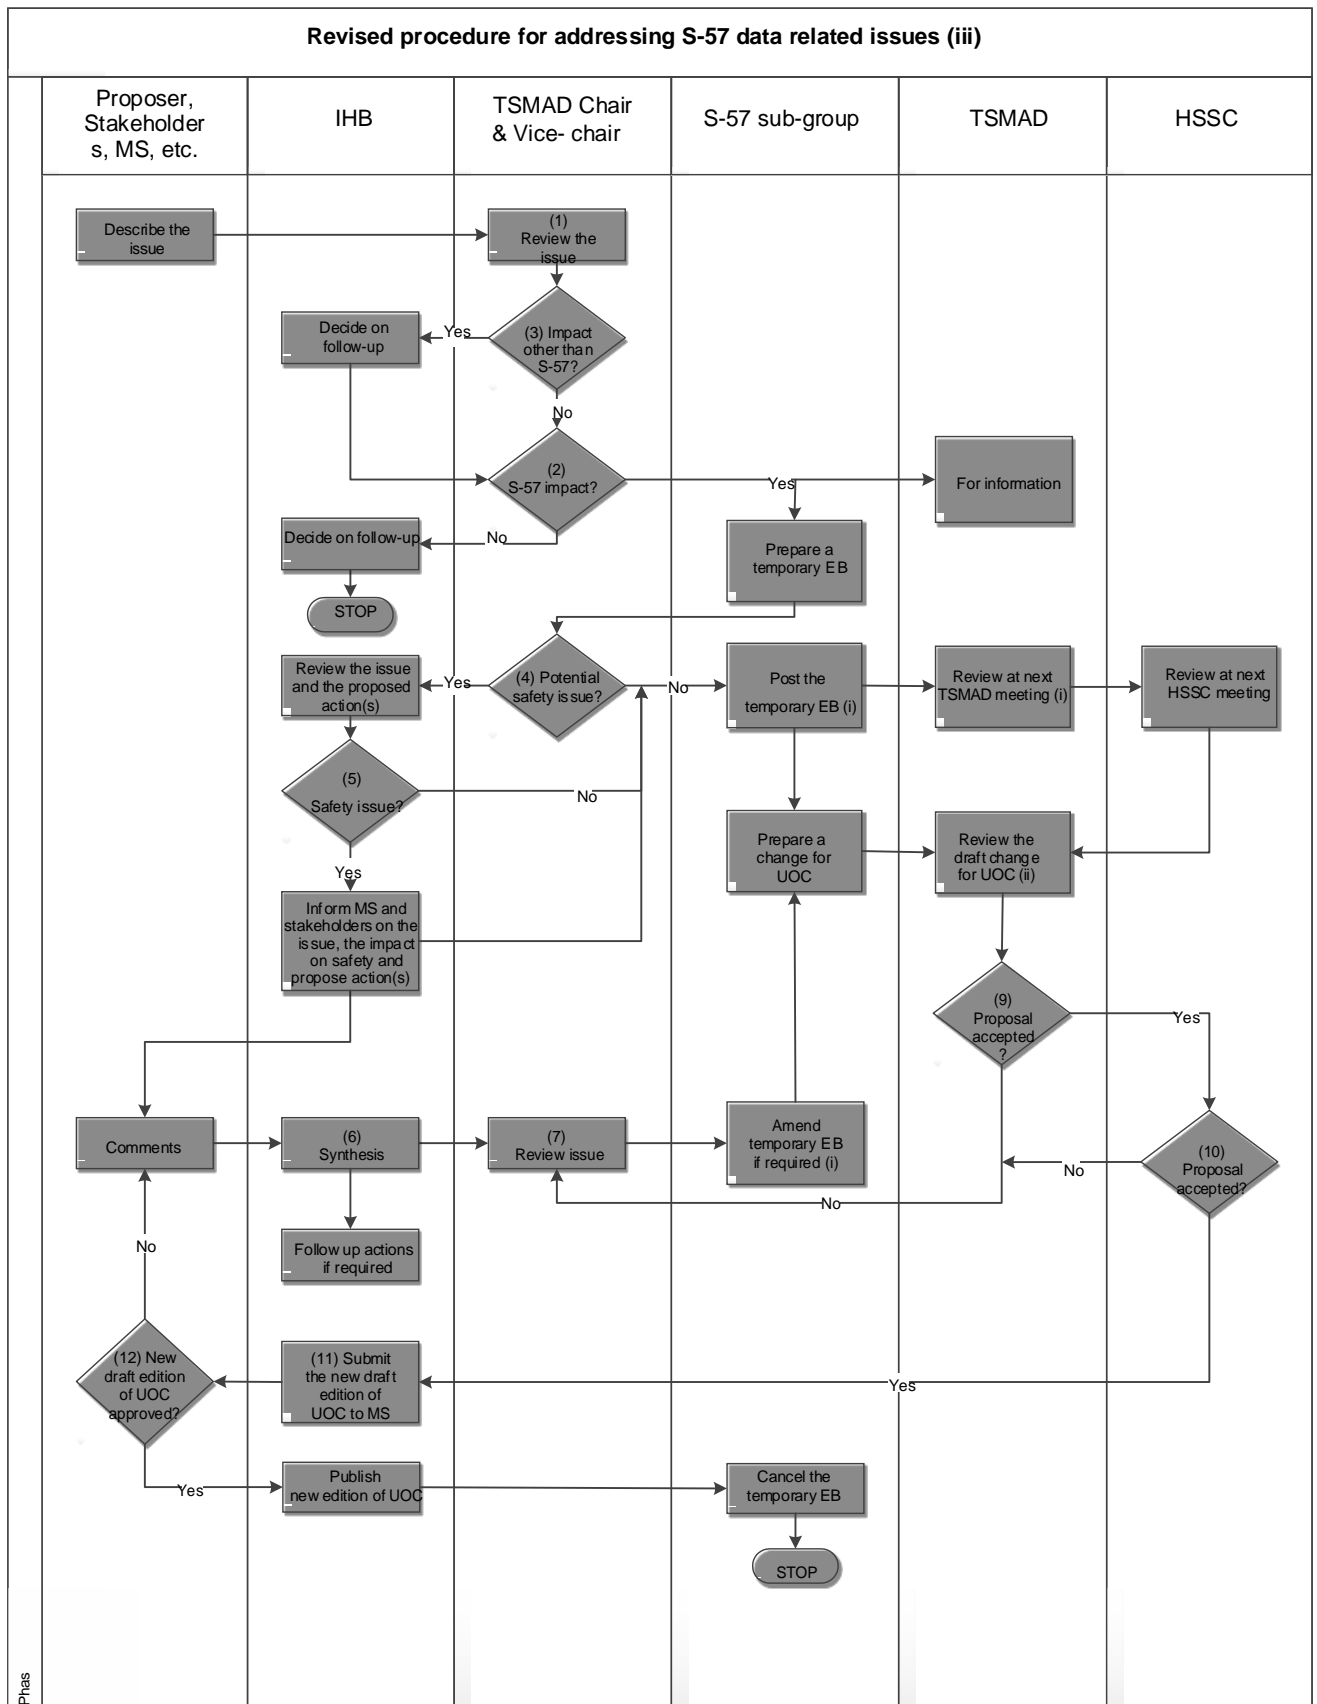 Revised procedure for addressing S-57 data related issues (iii)
Proposer,
Stakeholder
s, MS, etc.
IHB
TSMAD Chair
& Vice- chair
S-57 sub-group
TSMAD
HSSC
Describe the
issue
(1)
Review the
issue
Decide on
follow-up
Yes
(3) Impact
other than
S-57?
No
(2)
S-57 impact?
Yes
For information
Decide on follow-up
No
Prepare a
temporary EB
STOP
Review the issue
and the proposed
action(s)
Yes
(4) Potential
safety issue?
No
Post the
temporary EB (i)
Review at next
TSMAD meeting (i)
Review at next
HSSC meeting
(5)
Safety issue?
No
Prepare a
change for
UOC
Review the
draft change
for UOC (ii)
Yes
Inform MS and
stakeholders on the
issue, the impact
on safety and
propose action(s)
(9)
Proposal
accepted
?
Yes
Comments
(6)
Synthesis
(7)
Review issue
Amend
temporary EB
if required (i)
No
(10)
Proposal
accepted?
No
No
Follow up actions
if required
(12) New
draft edition
of UOC
approved?
(11) Submit
the new draft
edition of
UOC to MS
Yes
Yes
Publish
new edition of UOC
Cancel the
temporary EB
STOP
Phas